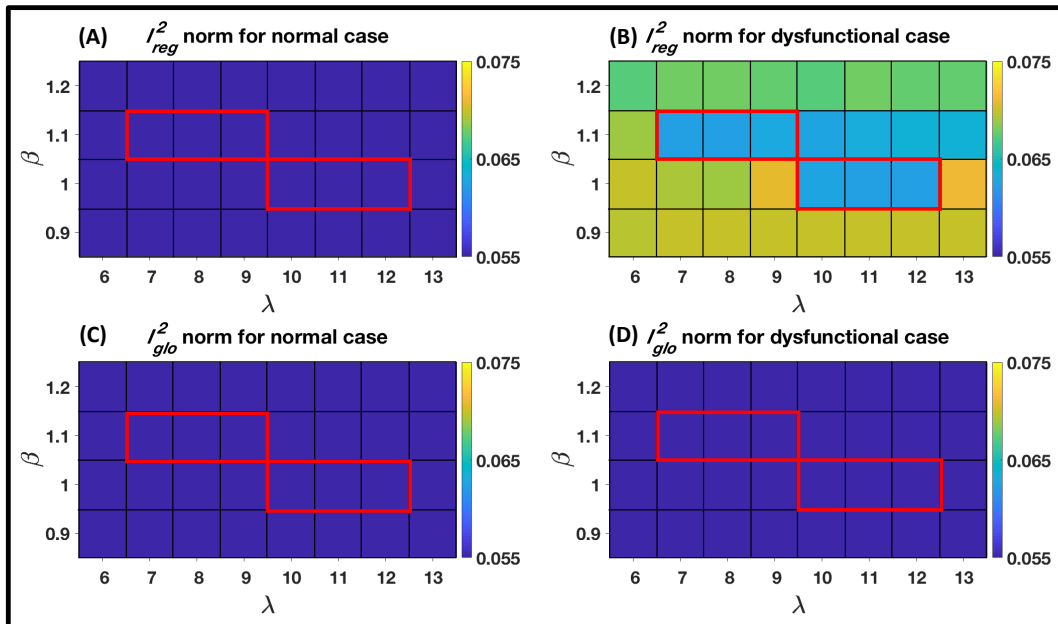 (A) l²reg norm for normal case
0.075
1.2
1.1
β
0.065
1
0.9
0.055
6 7 8 9 10 11 12 13
λ
(B) l²reg norm for dysfunctional case
0.075
1.2
1.1
β
0.065
1
0.9
0.055
6 7 8 9 10 11 12 13
λ
(C) l²glo norm for normal case
0.075
1.2
1.1
β
0.065
1
0.9
0.055
6 7 8 9 10 11 12 13
λ
(D) l²glo norm for dysfunctional case
0.075
1.2
1.1
β
0.065
1
0.9
0.055
6 7 8 9 10 11 12 13
λ